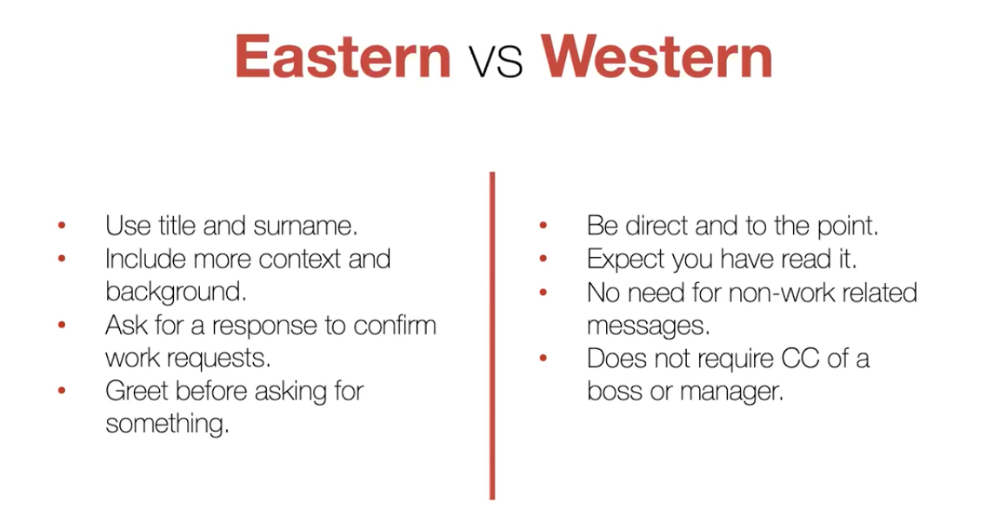 Eastern vs Western
• Use title and surname.
• Include more context and
background.
• Ask for a response to confirm
work requests.
• Greet before asking for
something.
• Be direct and to the point.
• Expect you have read it.
• No need for non-work related
messages.
• Does not require CC of a
boss or manager.